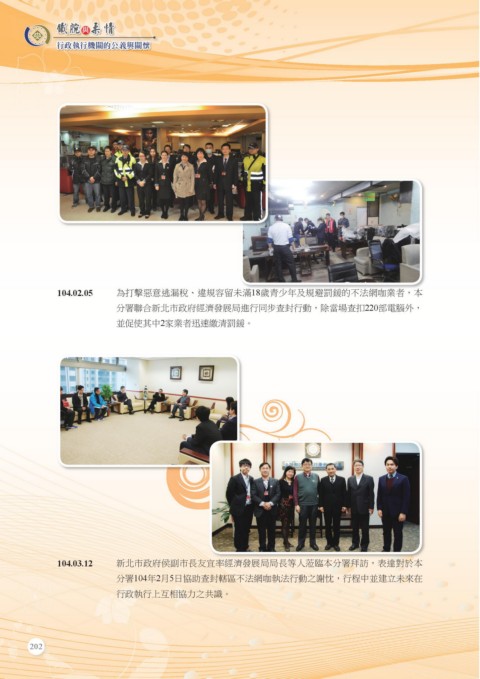 鐵腕與柔情
行政執行機關的公義與關懷
104.02.05 為打擊惡意逃漏稅、違規容留未滿18歲青少年及規避罰鍰的不法網咖業者，本
分署聯合新北市政府經濟發展局進行同步查封行動，除當場查扣220部電腦外，
並促使其中2家業者迅速繳清罰鍰。
104.03.12 新北市政府侯副市長友宜率經濟發展局局長等人蒞臨本分署拜訪，表達對於本
分署104年2月5日協助查封轄區不法網咖執法行動之謝忱，行程中並建立未來在
行政執行上互相協力之共識。
202